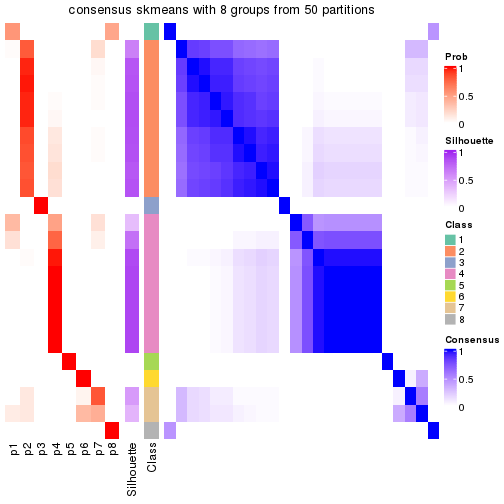 consensus skmeans with 8 groups from 50 partitions
Prob
1
0.5
0
Silhouette
1
0.5
0
Class
1
2
3
4
5
6
7
8
Consensus
1
0.5
0
p1
p2
p3
p4
p5
p6
p7
p8
Silhouette
Class